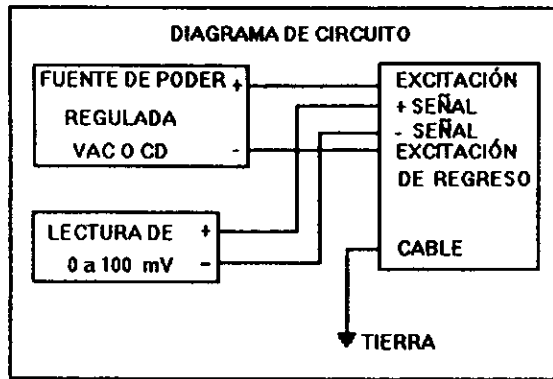 DIAGRAMA DE CIRCUITO
FUENTE DE PODER +
REGULADA
VAC O CD -
EXCITACIÓN
+ SEÑAL
- SEÑAL
EXCITACIÓN
DE REGRESO
LECTURA DE +
0 a 100 mV -
CABLE
TIERRA